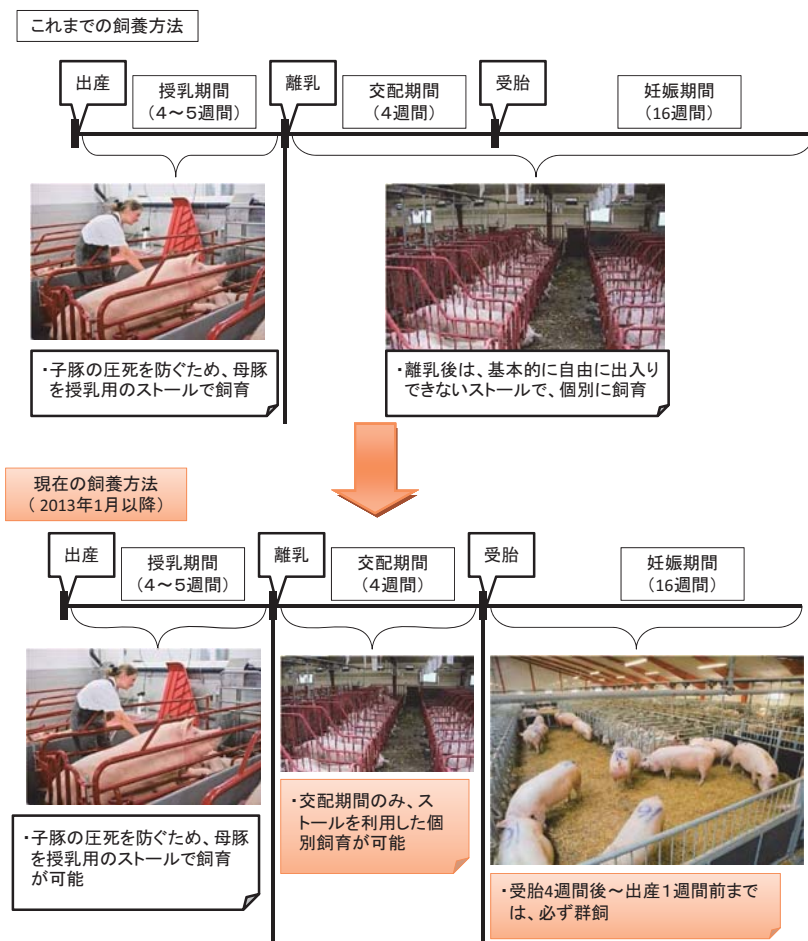 これまでの飼養方法
出産
授乳期間
(4～5週間)
離乳
交配期間
(4週間)
受胎
妊娠期間
(16週間)
・子豚の圧死を防ぐため、母豚
を授乳用のストールで飼育
・離乳後は、基本的に自由に出入り
できないストールで、個別に飼育
現在の飼養方法
(2013年1月以降)
出産
授乳期間
(4～5週間)
離乳
交配期間
(4週間)
受胎
妊娠期間
(16週間)
・子豚の圧死を防ぐため、母豚
を授乳用のストールで飼育
が可能
・交配期間のみ、ス
トールを利用した個
別飼育が可能
・受胎4週間後～出産1週間前まで
は、必ず群飼